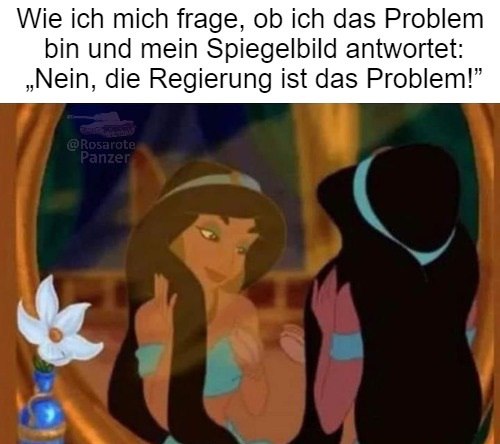 Wie ich mich frage, ob ich das Problem
bin und mein Spiegelbild antwortet:
„Nein, die Regierung ist das Problem!”
@Rosarote
Panzer